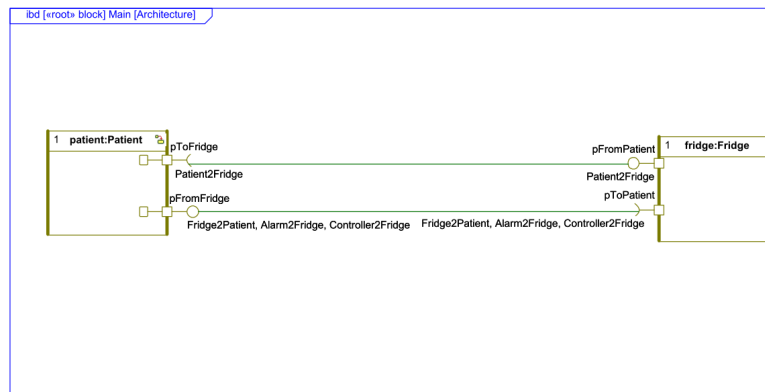 ibd [«root» block] Main [Architecture]
1 patient:Patient
pToFridge
Patient2Fridge
pFromFridge
Fridge2Patient, Alarm2Fridge, Controller2Fridge
pFromPatient
1 fridge:Fridge
Patient2Fridge
pToPatient
Fridge2Patient, Alarm2Fridge, Controller2Fridge